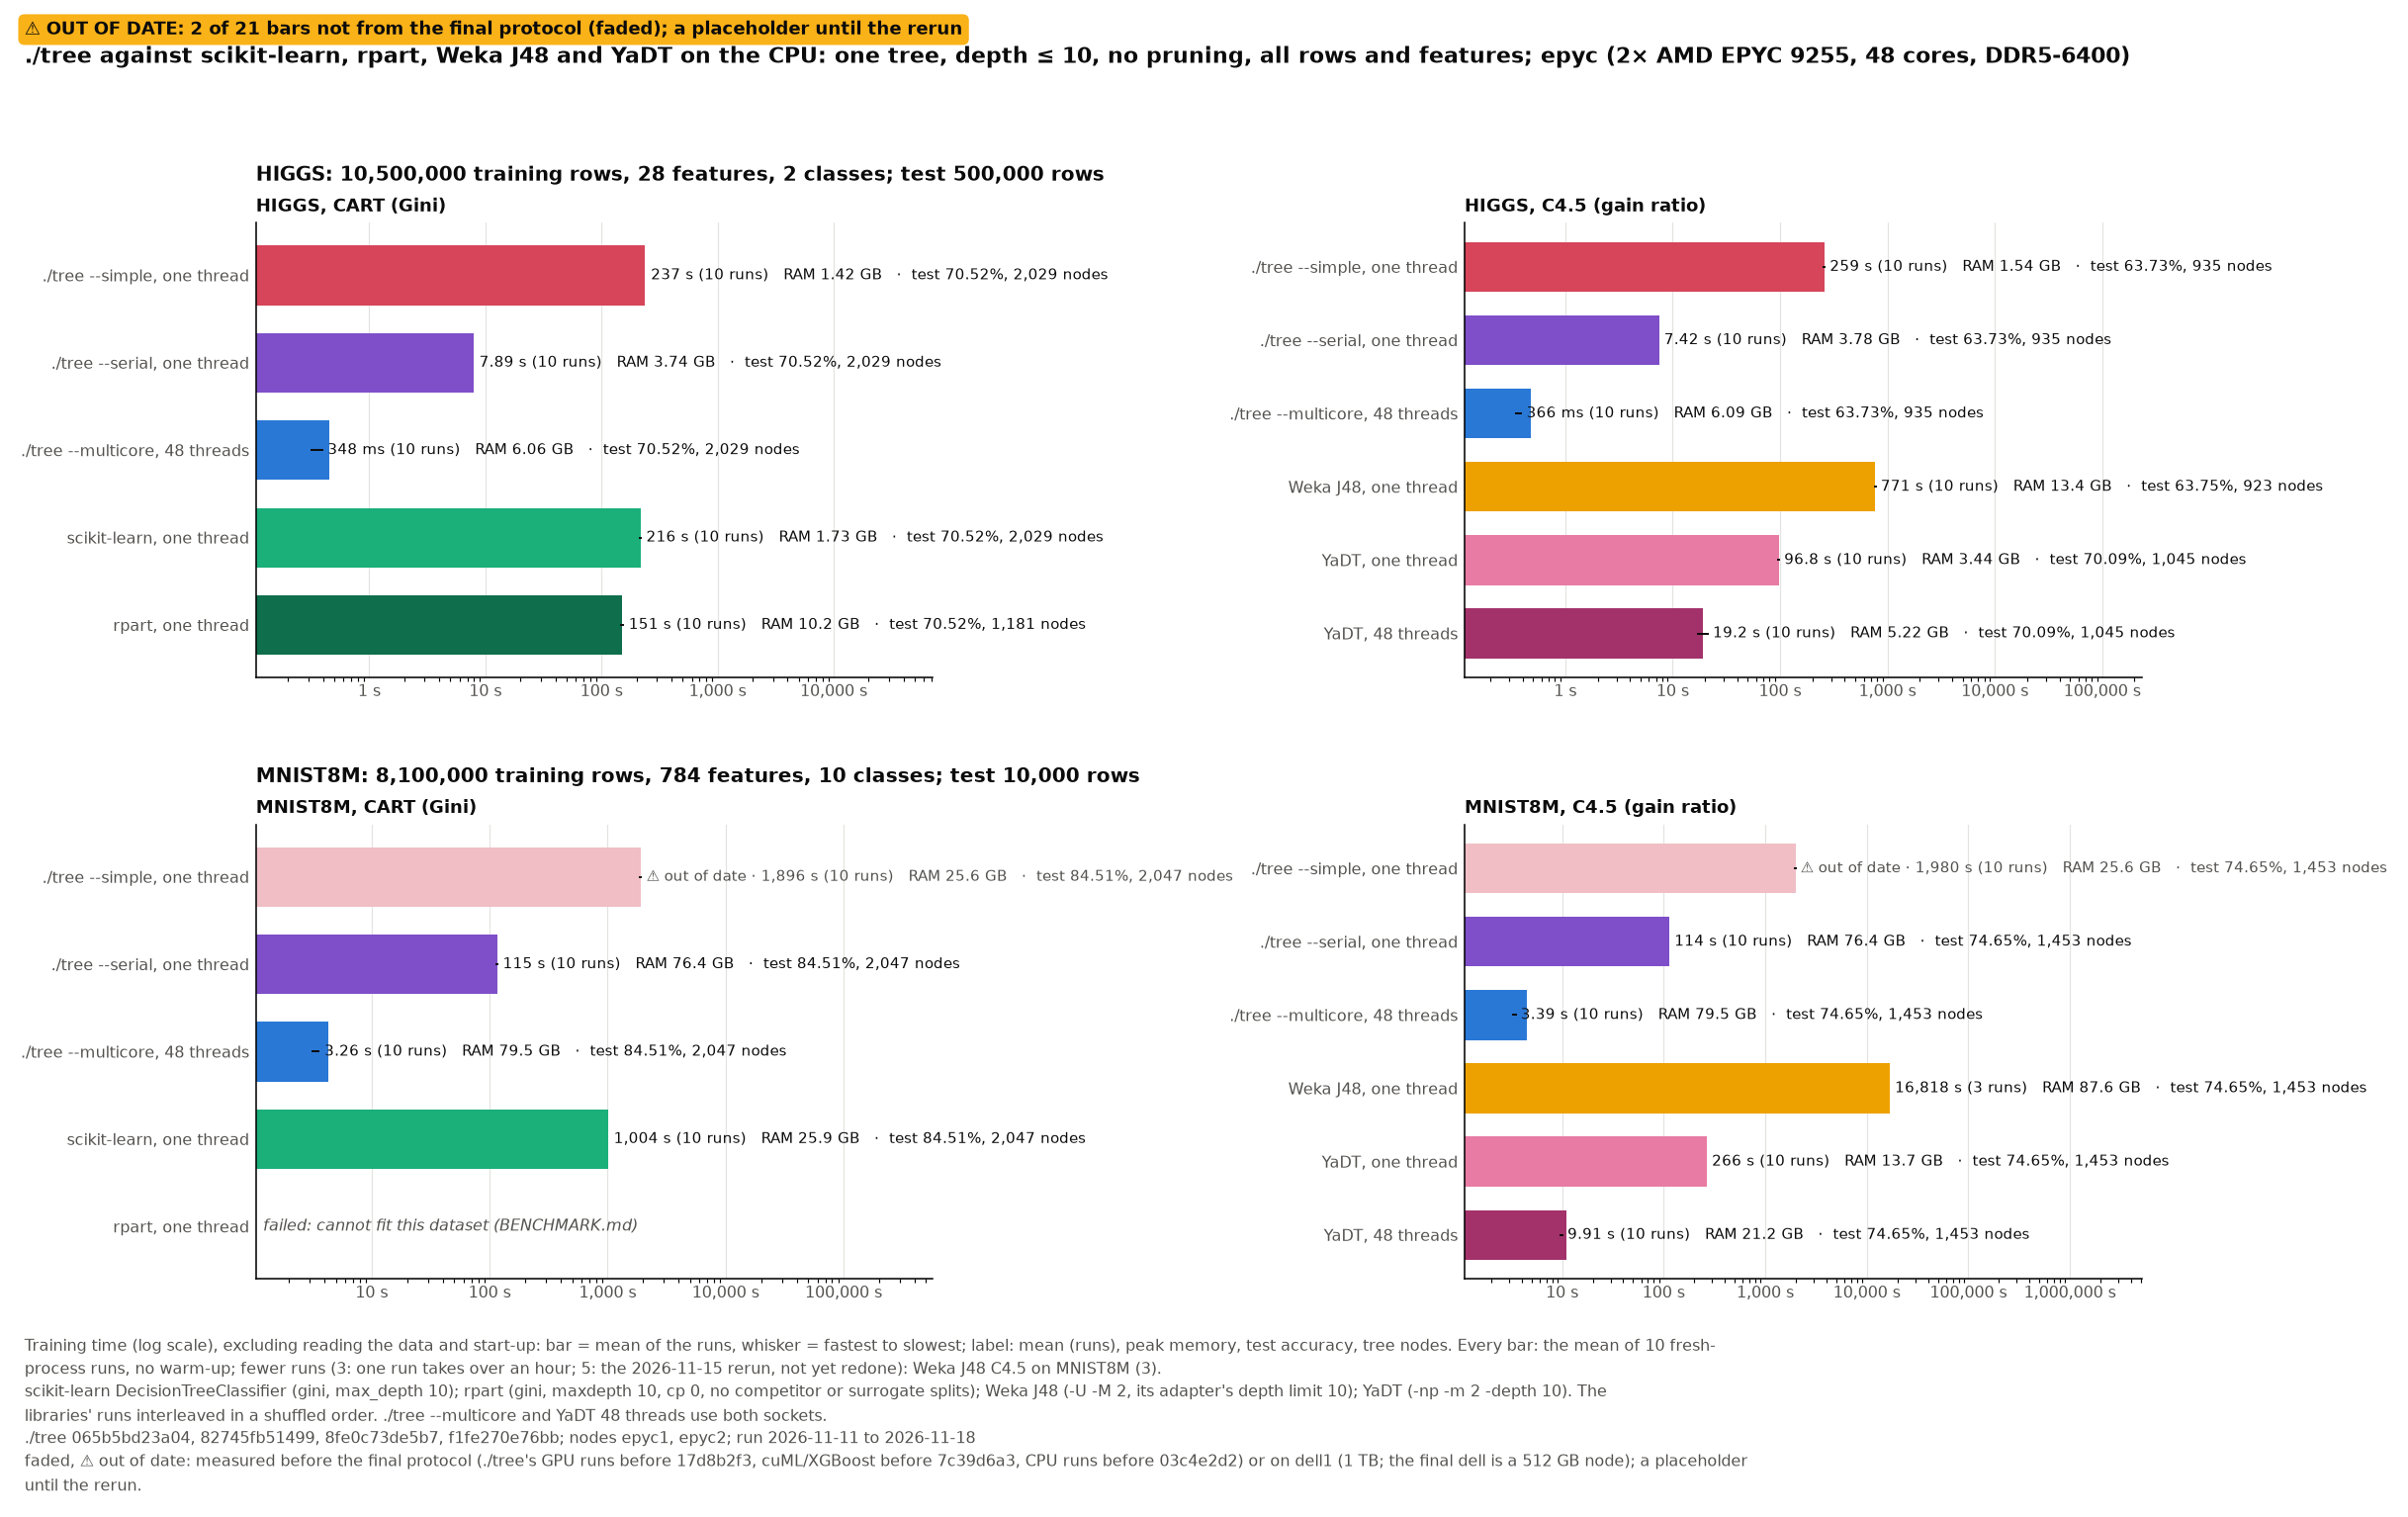 ⚠ OUT OF DATE: 2 of 21 bars not from the final protocol (faded); a placeholder until the rerun
./tree against scikit-learn, rpart, Weka J48 and YaDT on the CPU: one tree, depth ≤ 10, no pruning, all rows and features; epyc (2× AMD EPYC 9255, 48 cores, DDR5-6400)
HIGGS: 10,500,000 training rows, 28 features, 2 classes; test 500,000 rows
HIGGS, CART (Gini)
./tree --simple, one thread 237 s (10 runs) RAM 1.42 GB · test 70.52%, 2,029 nodes
./tree --serial, one thread 7.89 s (10 runs) RAM 3.74 GB · test 70.52%, 2,029 nodes
./tree --multicore, 48 threads 348 ms (10 runs) RAM 6.06 GB · test 70.52%, 2,029 nodes
scikit-learn, one thread 216 s (10 runs) RAM 1.73 GB · test 70.52%, 2,029 nodes
rpart, one thread 151 s (10 runs) RAM 10.2 GB · test 70.52%, 1,181 nodes
1 s 10 s 100 s 1,000 s 10,000 s
HIGGS, C4.5 (gain ratio)
./tree --simple, one thread 259 s (10 runs) RAM 1.54 GB · test 63.73%, 935 nodes
./tree --serial, one thread 7.42 s (10 runs) RAM 3.78 GB · test 63.73%, 935 nodes
./tree --multicore, 48 threads 366 ms (10 runs) RAM 6.09 GB · test 63.73%, 935 nodes
Weka J48, one thread 771 s (10 runs) RAM 13.4 GB · test 63.75%, 923 nodes
YaDT, one thread 96.8 s (10 runs) RAM 3.44 GB · test 70.09%, 1,045 nodes
YaDT, 48 threads 19.2 s (10 runs) RAM 5.22 GB · test 70.09%, 1,045 nodes
1 s 10 s 100 s 1,000 s 10,000 s 100,000 s
MNIST8M: 8,100,000 training rows, 784 features, 10 classes; test 10,000 rows
MNIST8M, CART (Gini)
./tree --simple, one thread ⚠ out of date · 1,896 s (10 runs) RAM 25.6 GB · test 84.51%, 2,047 nodes
./tree --serial, one thread 115 s (10 runs) RAM 76.4 GB · test 84.51%, 2,047 nodes
./tree --multicore, 48 threads 3.26 s (10 runs) RAM 79.5 GB · test 84.51%, 2,047 nodes
scikit-learn, one thread 1,004 s (10 runs) RAM 25.9 GB · test 84.51%, 2,047 nodes
rpart, one thread failed: cannot fit this dataset (BENCHMARK.md)
10 s 100 s 1,000 s 10,000 s 100,000 s
MNIST8M, C4.5 (gain ratio)
./tree --simple, one thread ⚠ out of date · 1,980 s (10 runs) RAM 25.6 GB · test 74.65%, 1,453 nodes
./tree --serial, one thread 114 s (10 runs) RAM 76.4 GB · test 74.65%, 1,453 nodes
./tree --multicore, 48 threads 3.39 s (10 runs) RAM 79.5 GB · test 74.65%, 1,453 nodes
Weka J48, one thread 16,818 s (3 runs) RAM 87.6 GB · test 74.65%, 1,453 nodes
YaDT, one thread 266 s (10 runs) RAM 13.7 GB · test 74.65%, 1,453 nodes
YaDT, 48 threads 9.91 s (10 runs) RAM 21.2 GB · test 74.65%, 1,453 nodes
10 s 100 s 1,000 s 10,000 s 100,000 s 1,000,000 s
Training time (log scale), excluding reading the data and start-up: bar = mean of the runs, whisker = fastest to slowest; label: mean (runs), peak memory, test accuracy, tree nodes. Every bar: the mean of 10 fresh-
process runs, no warm-up; fewer runs (3: one run takes over an hour; 5: the 2026-11-15 rerun, not yet redone): Weka J48 C4.5 on MNIST8M (3).
scikit-learn DecisionTreeClassifier (gini, max_depth 10); rpart (gini, maxdepth 10, cp 0, no competitor or surrogate splits); Weka J48 (-U -M 2, its adapter's depth limit 10); YaDT (-np -m 2 -depth 10). The
libraries' runs interleaved in a shuffled order. ./tree --multicore and YaDT 48 threads use both sockets.
./tree 065b5bd23a04, 82745fb51499, 8fe0c73de5b7, f1fe270e76bb; nodes epyc1, epyc2; run 2026-11-11 to 2026-11-18
faded, ⚠ out of date: measured before the final protocol (./tree's GPU runs before 17d8b2f3, cuML/XGBoost before 7c39d6a3, CPU runs before 03c4e2d2) or on dell1 (1 TB; the final dell is a 512 GB node); a placeholder
until the rerun.